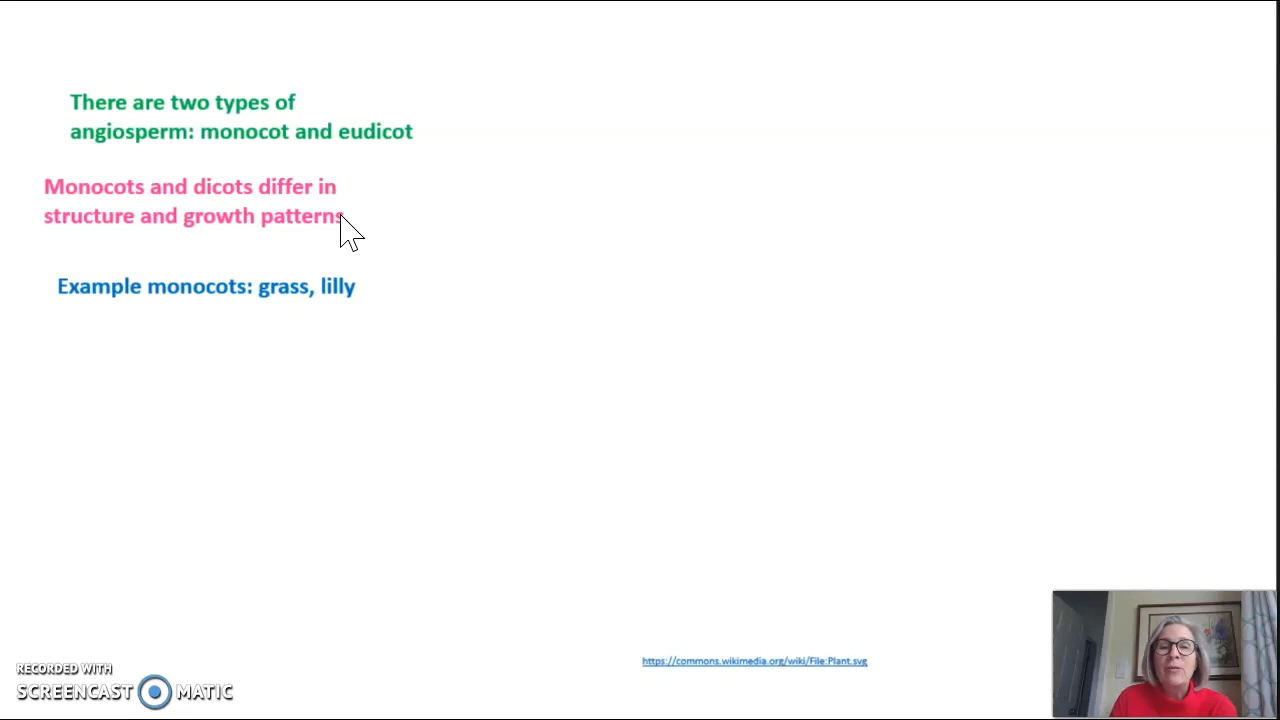 There are two types of
angiosperm: monocot and eudicot
Monocots and dicots differ in
structure and growth patterns
Example monocots: grass, lilly
https://commons.wikimedia.org/wiki/File:Plant.svg
RECORDED WITH
SCREENCAST MATIC